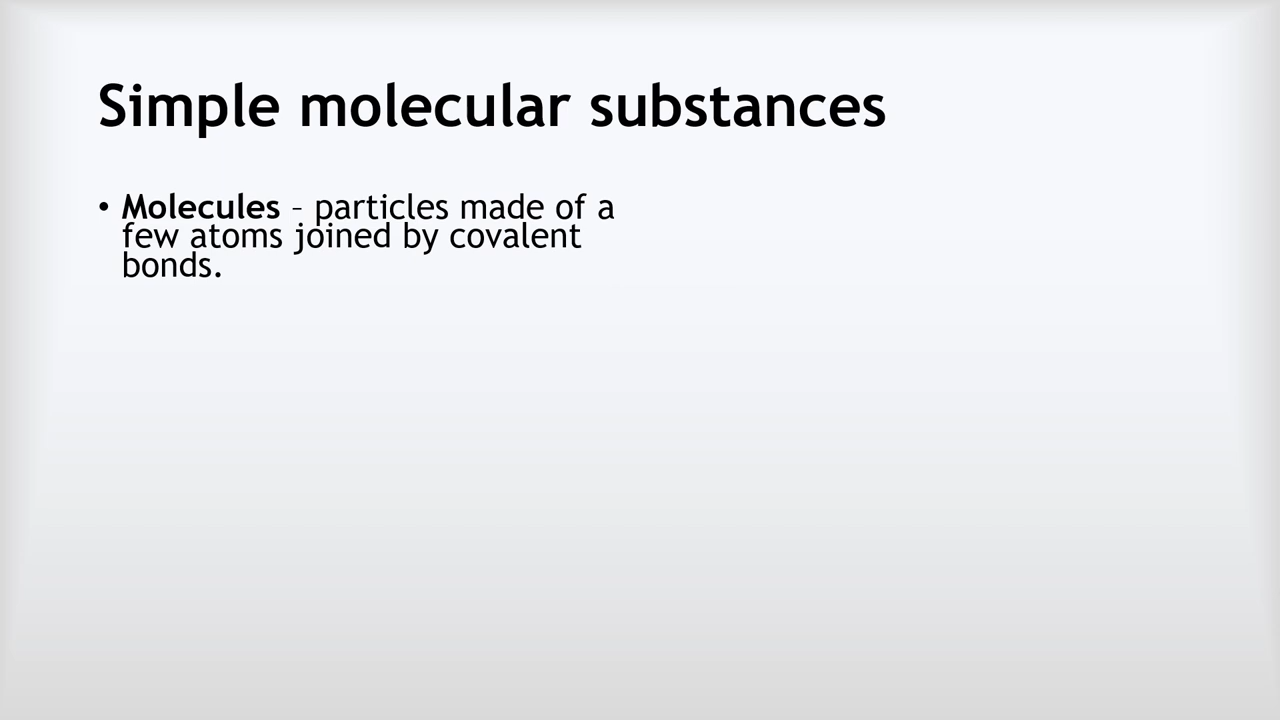 Simple molecular substances
• Molecules – particles made of a
few atoms joined by covalent
bonds.